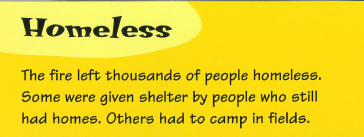 Homeless
The fire left thousands of people homeless.
Some were given shelter by people who still
had homes. Others had to camp in fields.